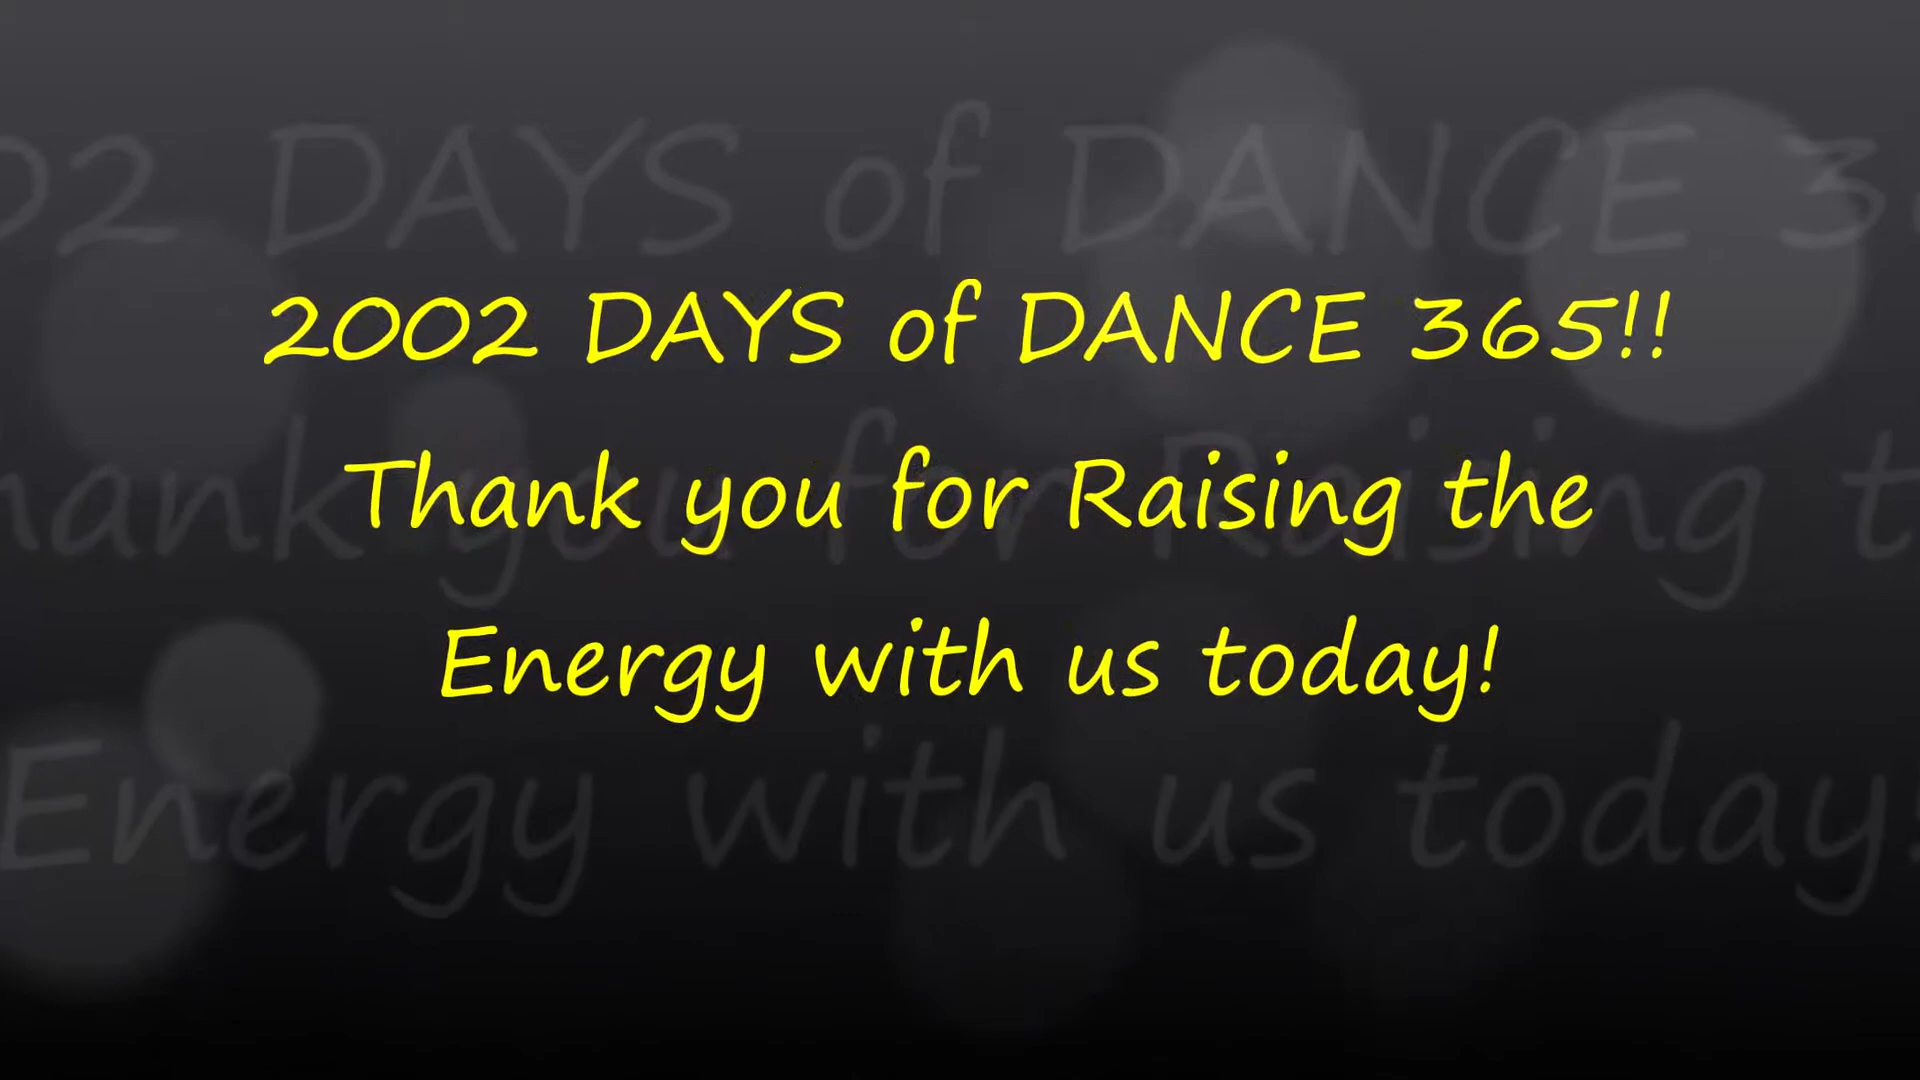 2002 DAYS of DANCE 365!!
Thank you for Raising the
Energy with us today!